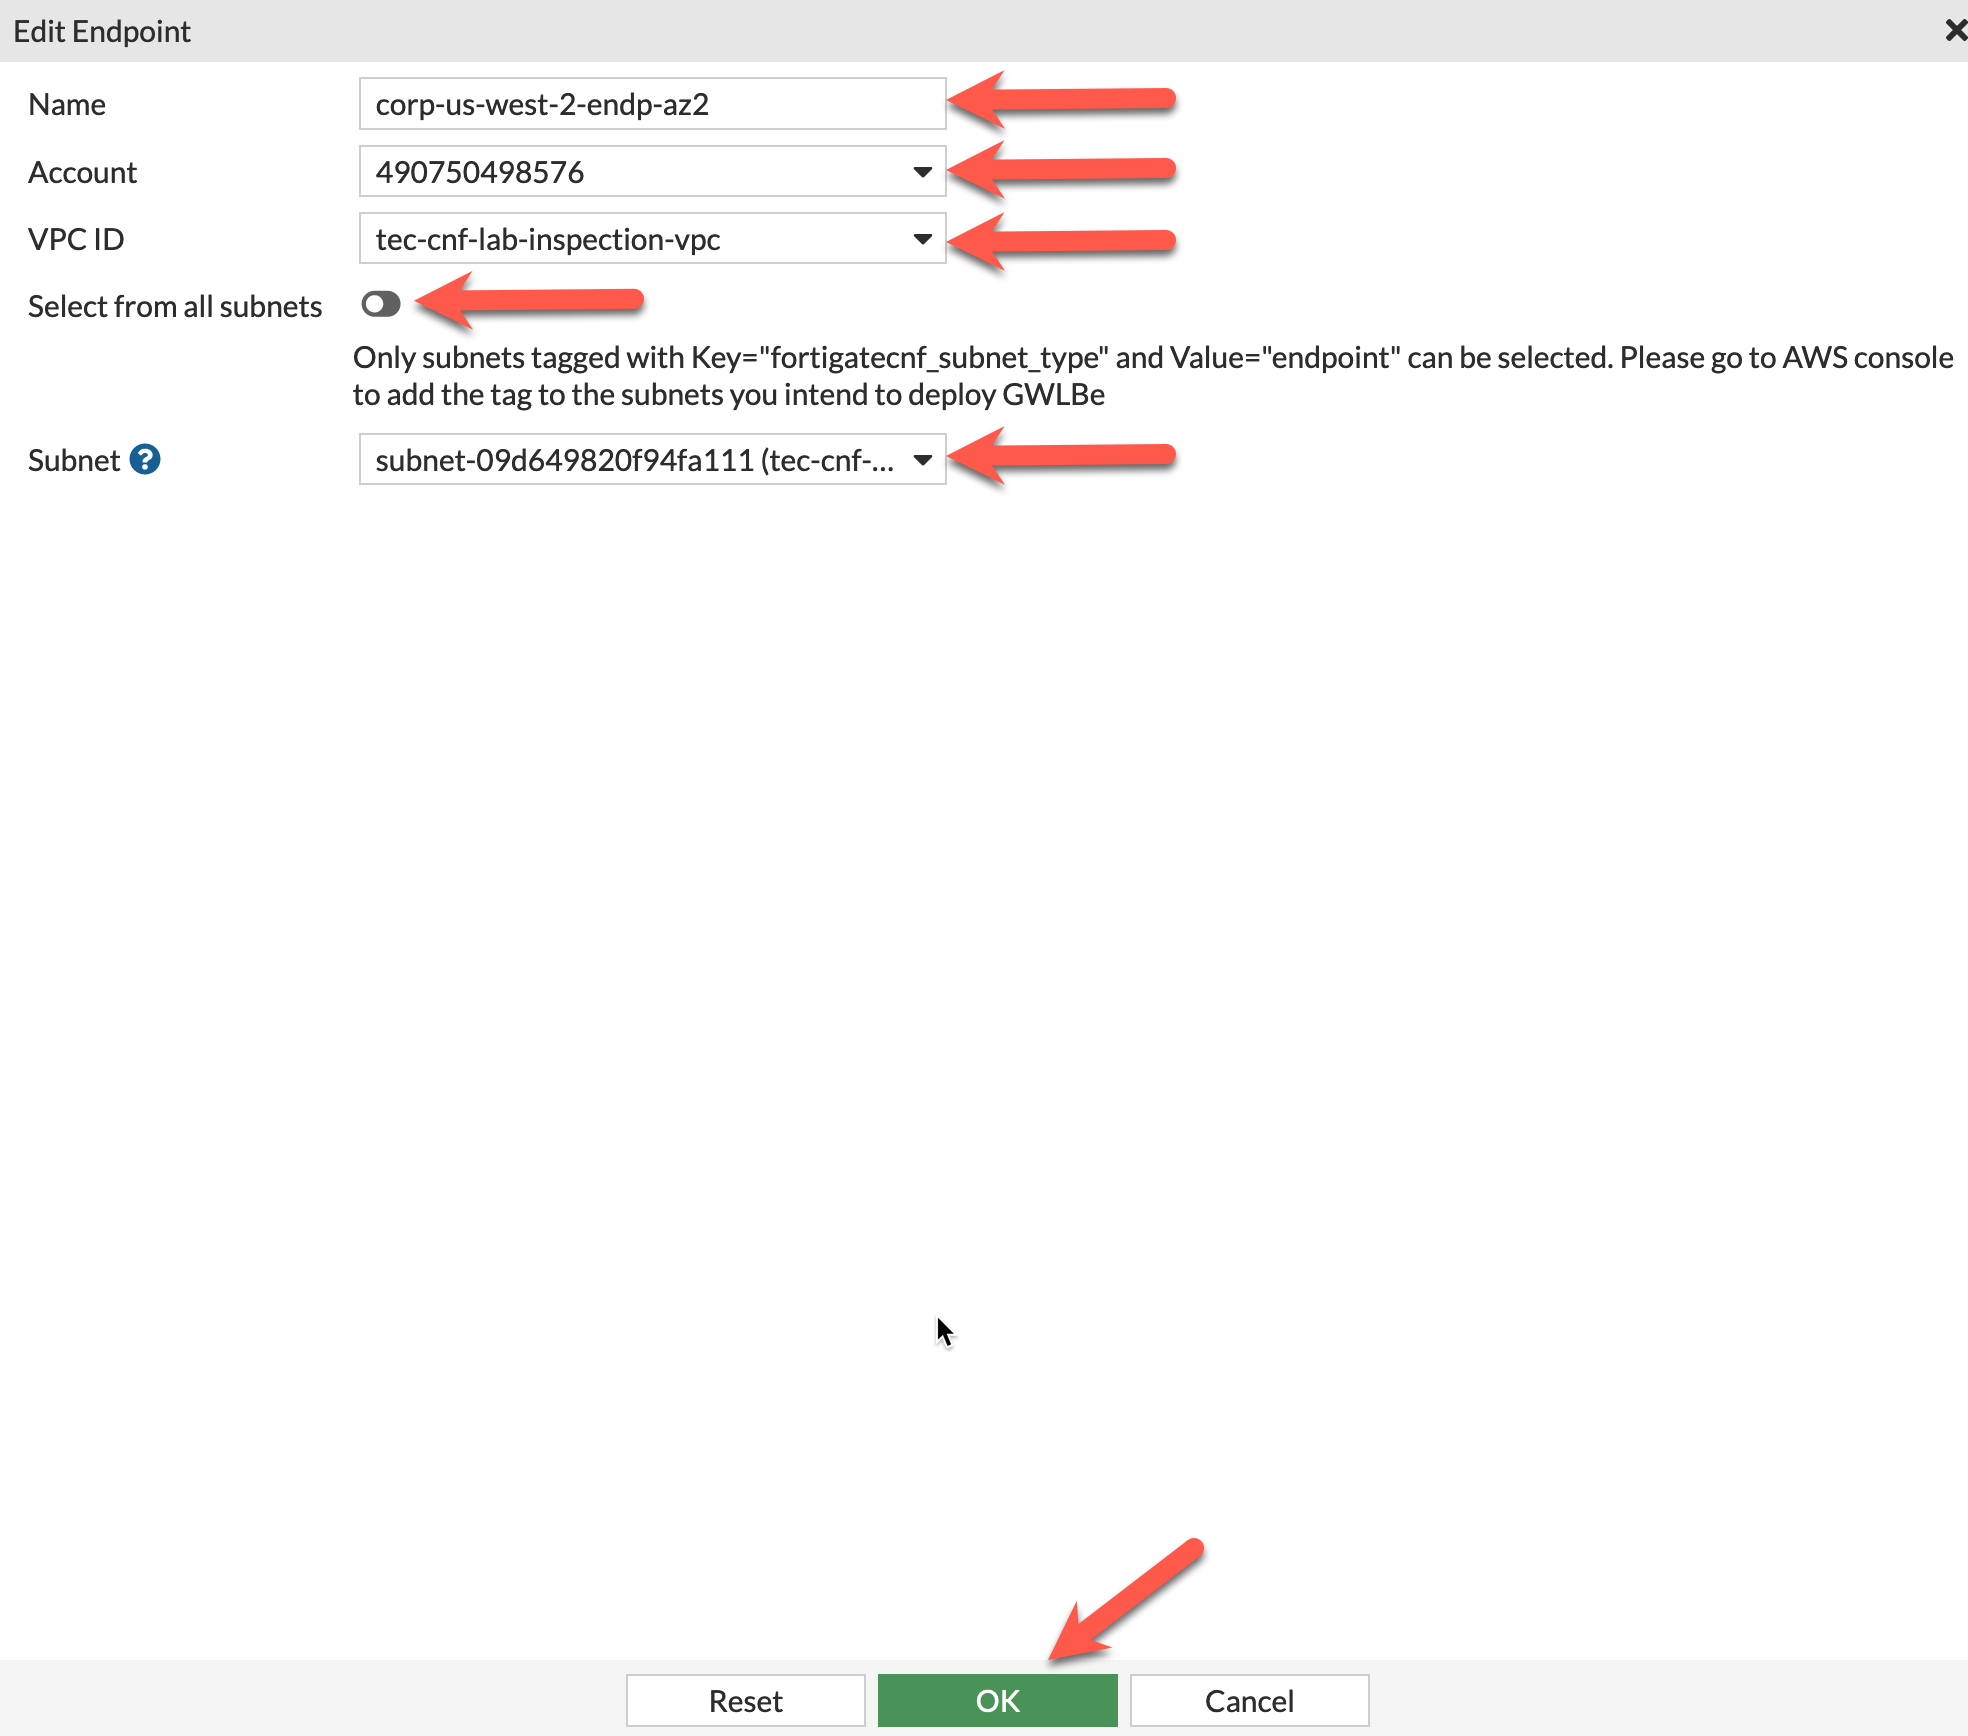 Edit Endpoint
Name
corp-us-west-2-endp-az2
Account
490750498576
VPC ID
tec-cnf-lab-inspection-vpc
Select from all subnets
Only subnets tagged with Key="fortigatecnf_subnet_type" and Value="endpoint" can be selected. Please go to AWS console
to add the tag to the subnets you intend to deploy GWLBe
Subnet ?
subnet-09d649820f94fa111 (tec-cnf-...
Reset
OK
Cancel